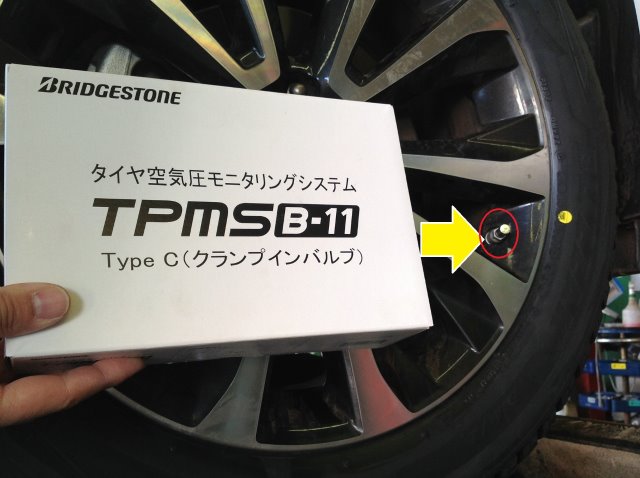 BRIDGESTONE
タイヤ空気圧モニタリングシステム
TPMS B-11
Type C(クランプインバルブ)